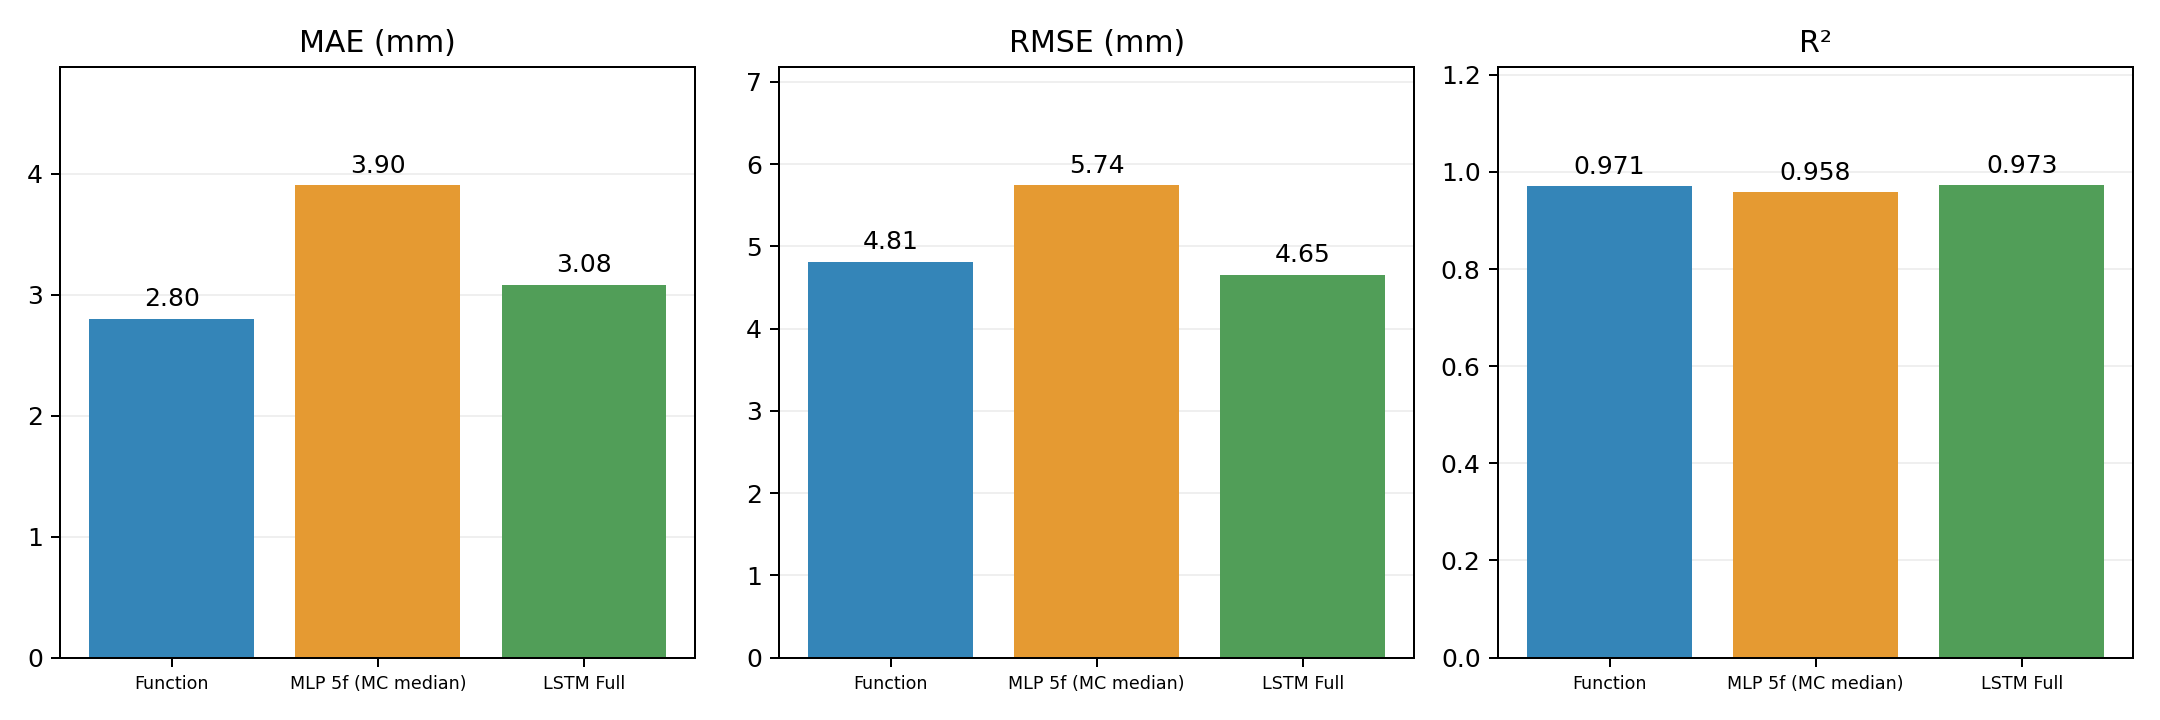 MAE (mm)
4
3
2
1
0
3.90
3.08
2.80
Function
MLP 5f (MC median)
LSTM Full
RMSE (mm)
7
6
5
4
3
2
1
0
5.74
4.81
4.65
Function
MLP 5f (MC median)
LSTM Full
R²
1.2
1.0
0.8
0.6
0.4
0.2
0.0
0.971
0.958
0.973
Function
MLP 5f (MC median)
LSTM Full